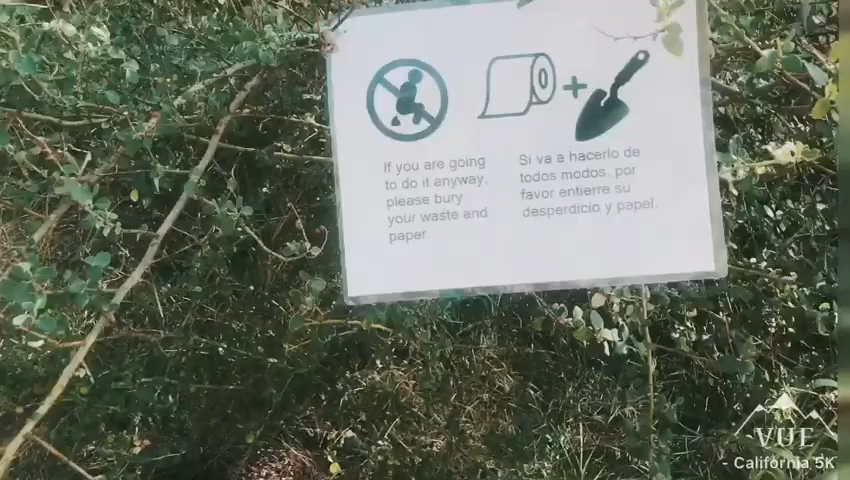 If you are going
to do it anyway,
please bury
your waste and
paper.
Si va a hacerlo de
todos modos, por
favor entierre su
desperdicio y papel.
VUE
- California 5K